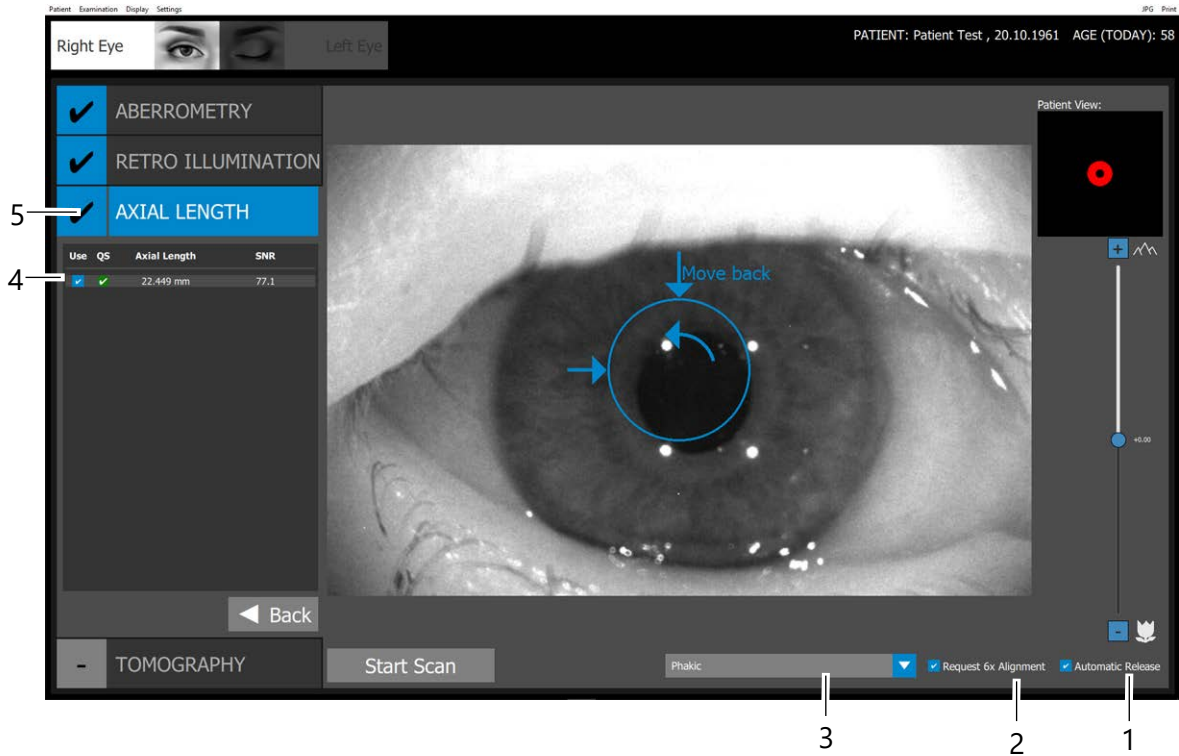 Patient Examination Display Settings JPG Print
Right Eye
Left Eye
PATIENT: Patient Test , 20.10.1961 AGE (TODAY): 58
ABERROMETRY
RETRO ILLUMINATION
AXIAL LENGTH
Use QS Axial Length SNR
22.449 mm 77.1
Back
- TOMOGRAPHY
Move back
Patient View:
+
+0.00
-
Start Scan
Phakic
Request 6x Alignment
Automatic Release
5
4
3
2
1